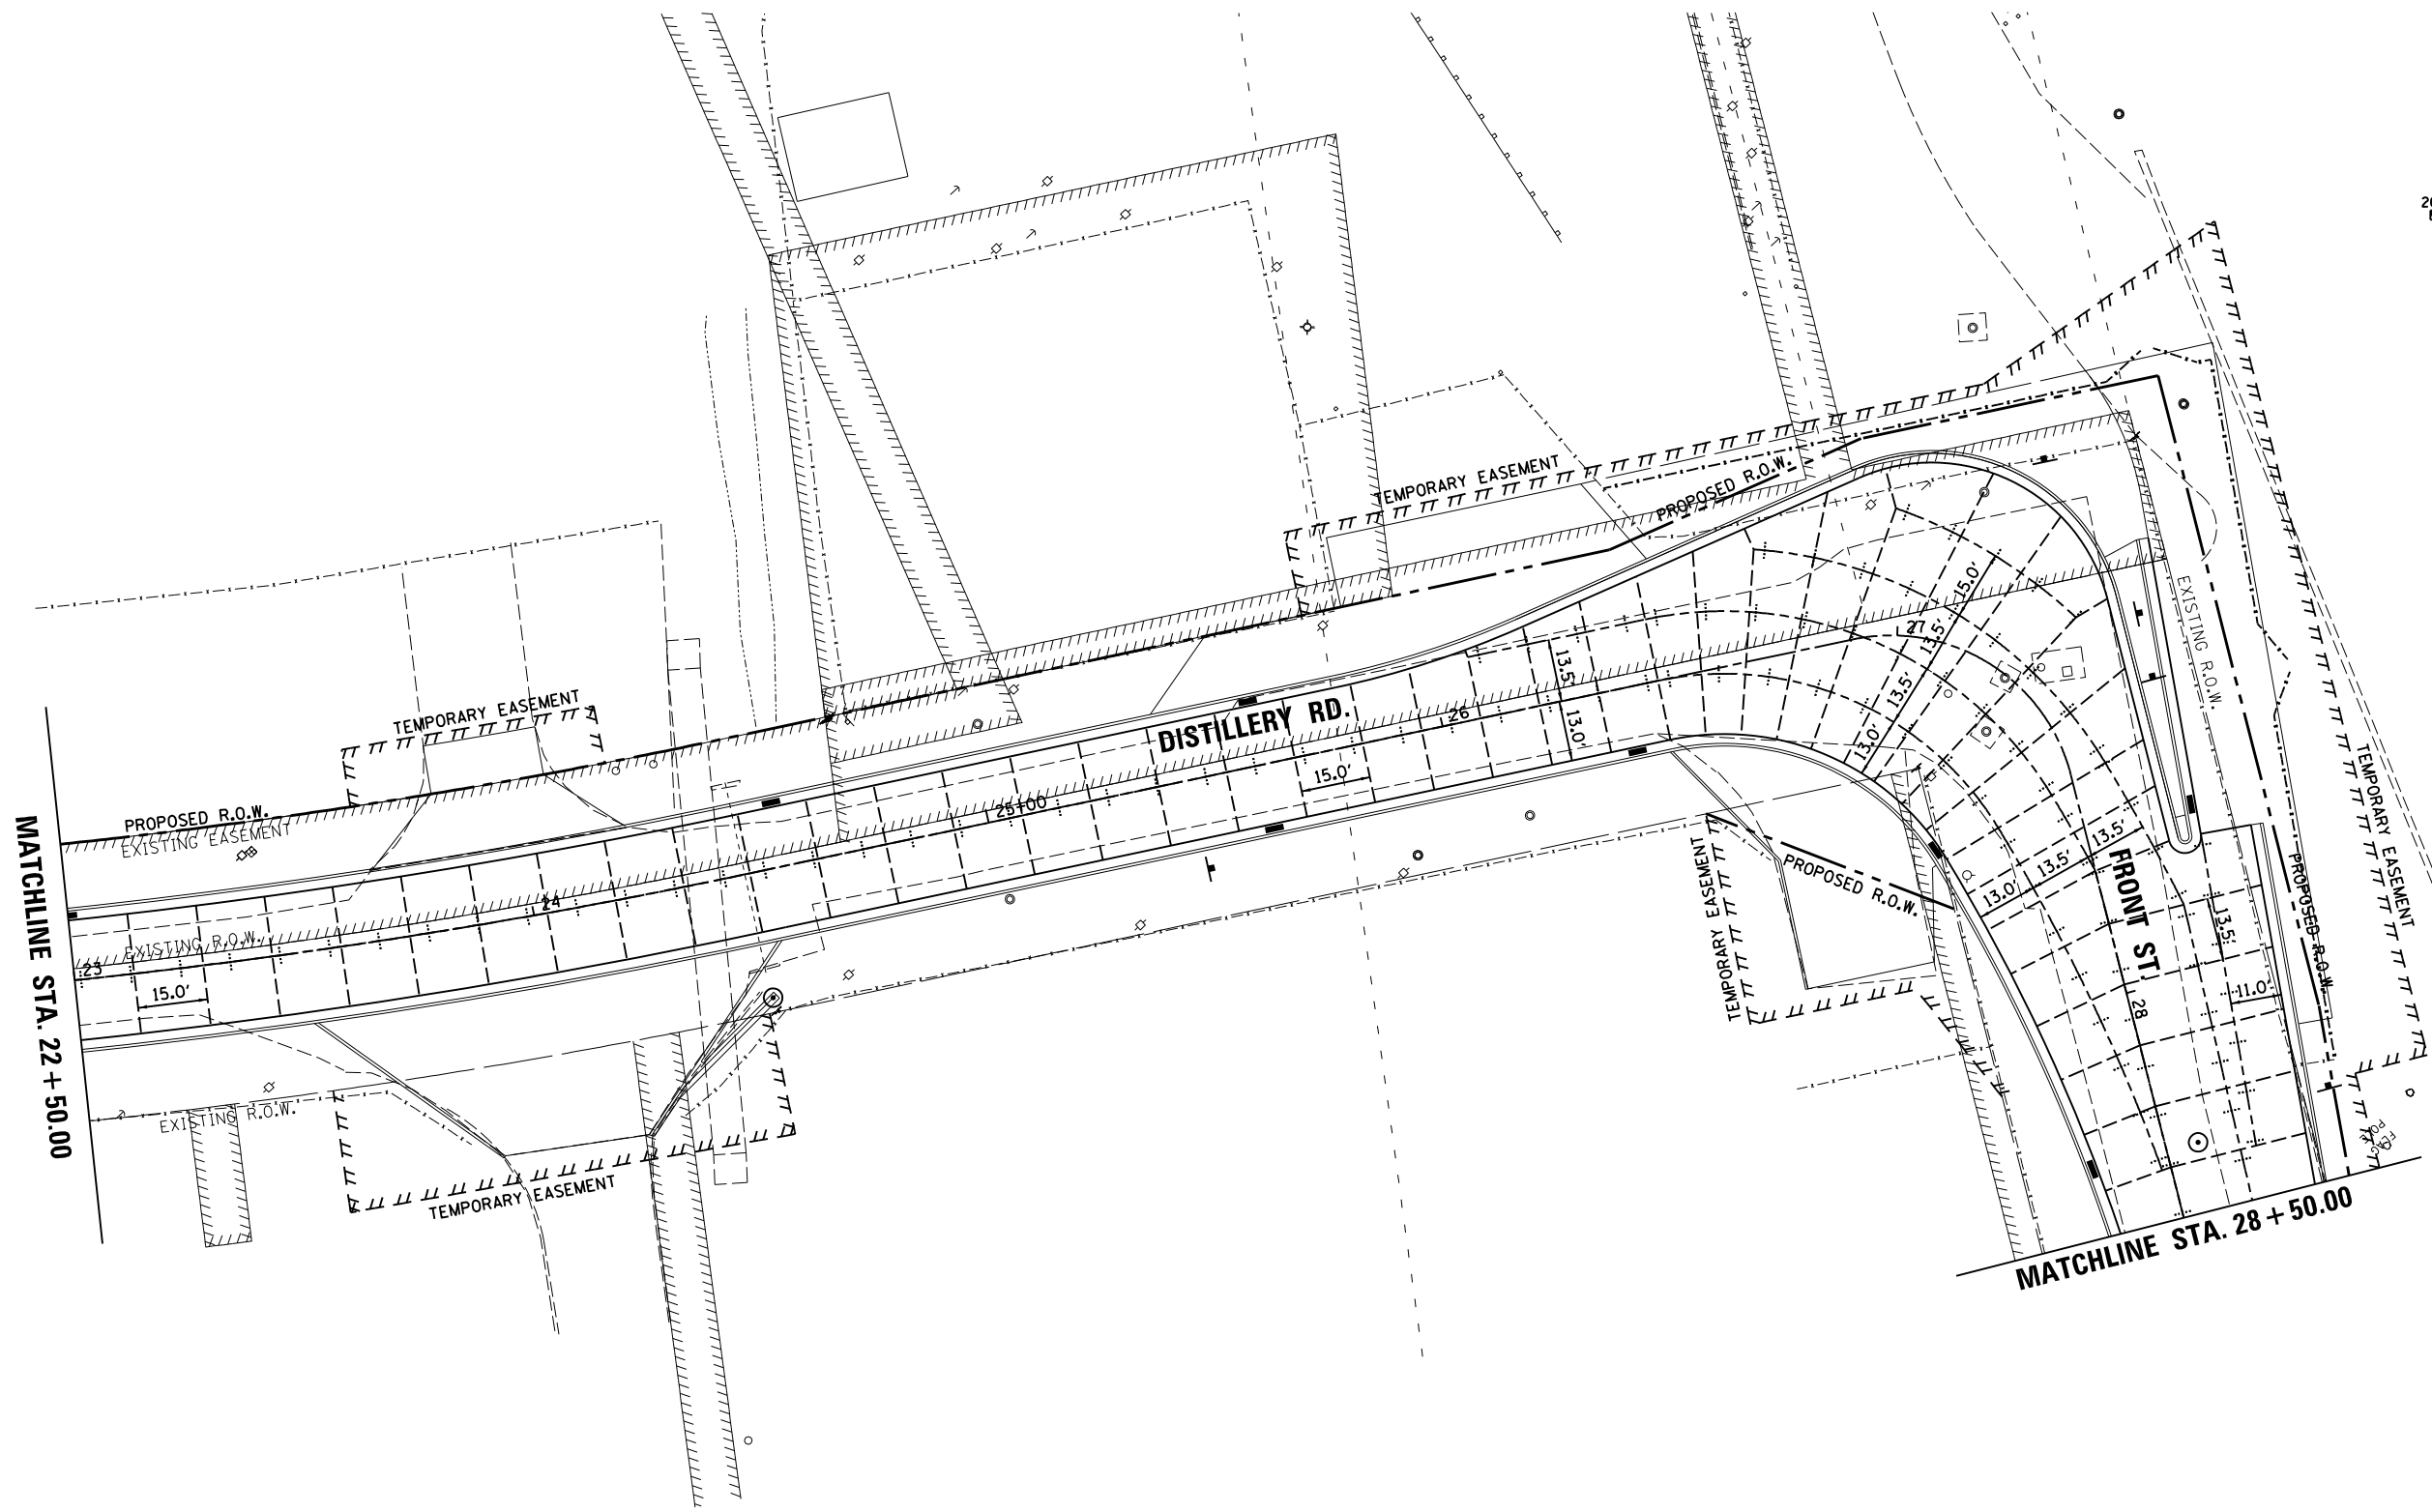 TEMPORARY EASEMENT
PROPOSED R.O.W.
TEMPORARY EASEMENT
PROPOSED R.O.W.
EXISTING EASEMENT
EXISTING R.O.W.
MATCHLINE STA. 22+50.00
23
15.0'
24
25+00
DISTILLERY RD.
15.0'
26
13.5'
13.0'
27
15.0'
13.5'
13.5'
13.0'
EXISTING R.O.W.
TEMPORARY EASEMENT
PROPOSED R.O.W.
TEMPORARY EASEMENT
PROPOSED R.O.W.
13.0'
13.5'
13.5'
FRONT ST.
13.5'
11.0'
28
FLAG
POLE
EXISTING R.O.W.
TEMPORARY EASEMENT
MATCHLINE STA. 28+50.00